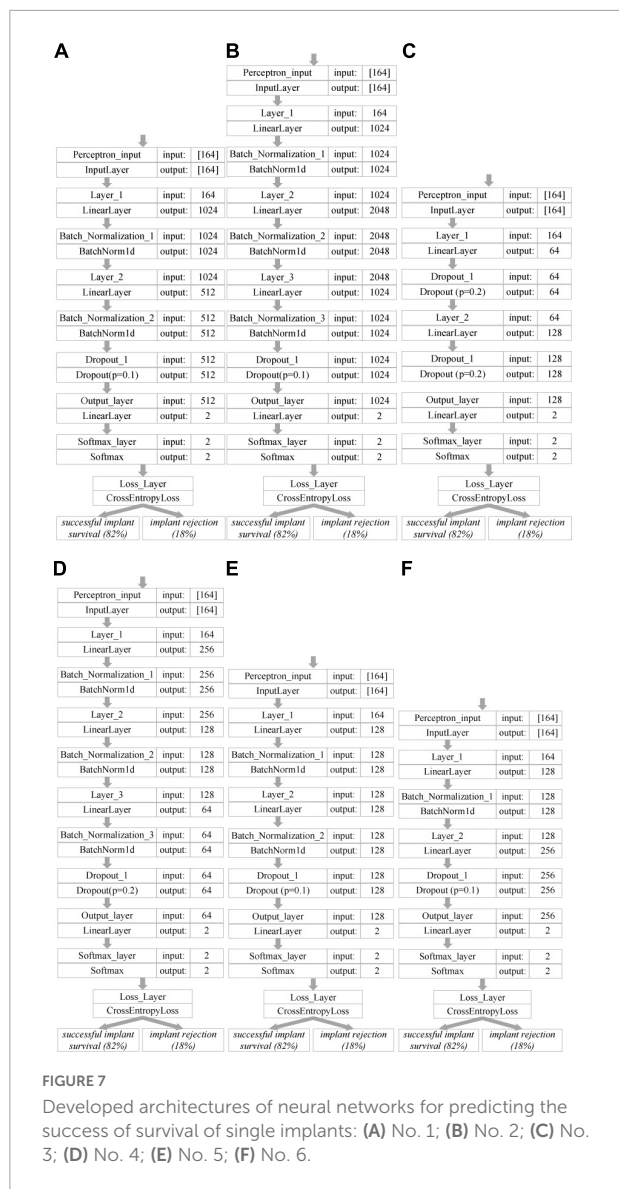 A
Perceptron_input input: [164]
InputLayer output: [164]
Layer_1 input: 164
LinearLayer output: 1024
Batch_Normalization_1 input: 1024
BatchNorm1d output: 1024
Layer_2 input: 1024
LinearLayer output: 512
Batch_Normalization_2 input: 512
BatchNorm1d output: 512
Dropout_1 input: 512
Dropout(p=0.1) output: 512
Output_layer input: 512
LinearLayer output: 2
Softmax_layer input: 2
Softmax output: 2
Loss_Layer
CrossEntropyLoss
successful implant
survival (82%)
implant rejection
(18%)
B
Perceptron_input input: [164]
InputLayer output: [164]
Layer_1 input: 164
LinearLayer output: 1024
Batch_Normalization_1 input: 1024
BatchNorm1d output: 1024
Layer_2 input: 1024
LinearLayer output: 2048
Batch_Normalization_2 input: 2048
BatchNorm1d output: 2048
Layer_3 input: 2048
LinearLayer output: 1024
Batch_Normalization_3 input: 1024
BatchNorm1d output: 1024
Dropout_1 input: 1024
Dropout(p=0.1) output: 1024
Output_layer input: 1024
LinearLayer output: 2
Softmax_layer input: 2
Softmax output: 2
Loss_Layer
CrossEntropyLoss
successful implant
survival (82%)
implant rejection
(18%)
C
Perceptron_input input: [164]
InputLayer output: [164]
Layer_1 input: 164
LinearLayer output: 64
Dropout_1 input: 64
Dropout (p=0.2) output: 64
Layer_2 input: 64
LinearLayer output: 128
Dropout_1 input: 128
Dropout (p=0.2) output: 128
Output_layer input: 128
LinearLayer output: 2
Softmax_layer input: 2
Softmax output: 2
Loss_Layer
CrossEntropyLoss
successful implant
survival (82%)
implant rejection
(18%)
D
Perceptron_input input: [164]
InputLayer output: [164]
Layer_1 input: 164
LinearLayer output: 256
Batch_Normalization_1 input: 256
BatchNorm1d output: 256
Layer_2 input: 256
LinearLayer output: 128
Batch_Normalization_2 input: 128
BatchNorm1d output: 128
Layer_3 input: 128
LinearLayer output: 64
Batch_Normalization_3 input: 64
BatchNorm1d output: 64
Dropout_1 input: 64
Dropout(p=0.2) output: 64
Output_layer input: 64
LinearLayer output: 2
Softmax_layer input: 2
Softmax output: 2
Loss_Layer
CrossEntropyLoss
successful implant
survival (82%)
implant rejection
(18%)
E
Perceptron_input input: [164]
InputLayer output: [164]
Layer_1 input: 164
LinearLayer output: 128
Batch_Normalization_1 input: 128
BatchNorm1d output: 128
Layer_2 input: 128
LinearLayer output: 128
Batch_Normalization_2 input: 128
BatchNorm1d output: 128
Dropout_1 input: 128
Dropout (p=0.1) output: 128
Output_layer input: 128
LinearLayer output: 2
Softmax_layer input: 2
Softmax output: 2
Loss_Layer
CrossEntropyLoss
successful implant
survival (82%)
implant rejection
(18%)
F
Perceptron_input input: [164]
InputLayer output: [164]
Layer_1 input: 164
LinearLayer output: 128
Batch_Normalization_1 input: 128
BatchNorm1d output: 128
Layer_2 input: 128
LinearLayer output: 256
Dropout_1 input: 256
Dropout (p=0.1) output: 256
Output_layer input: 256
LinearLayer output: 2
Softmax_layer input: 2
Softmax output: 2
Loss_Layer
CrossEntropyLoss
successful implant
survival (82%)
implant rejection
(18%)
FIGURE 7
Developed architectures of neural networks for predicting the
success of survival of single implants: (A) No. 1; (B) No. 2; (C) No.
3; (D) No. 4; (E) No. 5; (F) No. 6.